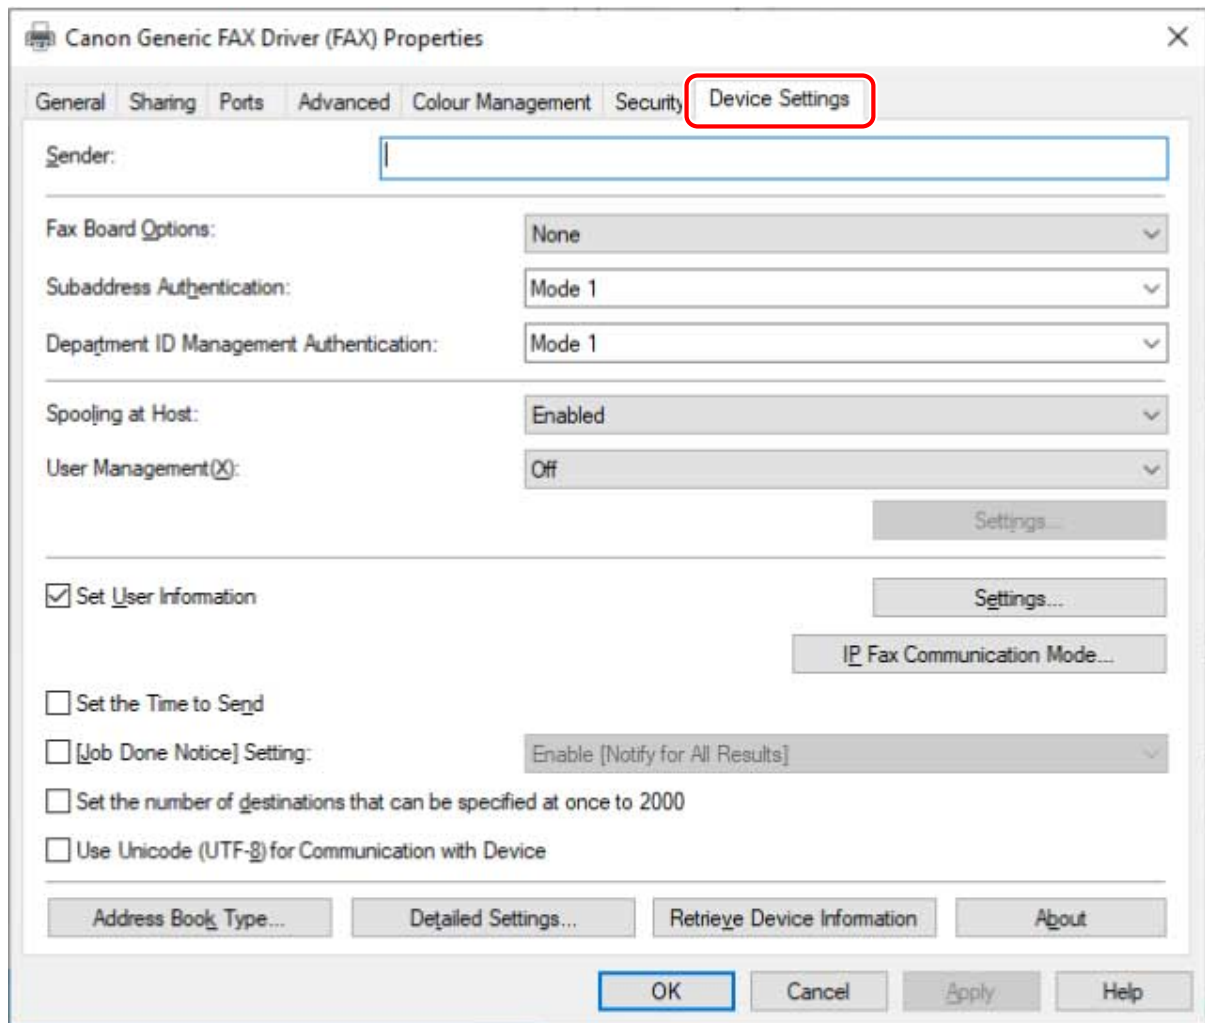 Canon Generic FAX Driver (FAX) Properties
General Sharing Ports Advanced Colour Management Security Device Settings
Sender:
Fax Board Options: None
Subaddress Authentication: Mode 1
Department ID Management Authentication: Mode 1
Spooling at Host: Enabled
User Management(X): Off
Settings...
Set User Information Settings...
IP Fax Communication Mode...
Set the Time to Send
[Job Done Notice] Setting: Enable [Notify for All Results]
Set the number of destinations that can be specified at once to 2000
Use Unicode (UTF-8) for Communication with Device
Address Book Type... Detailed Settings... Retrieve Device Information About
OK Cancel Apply Help